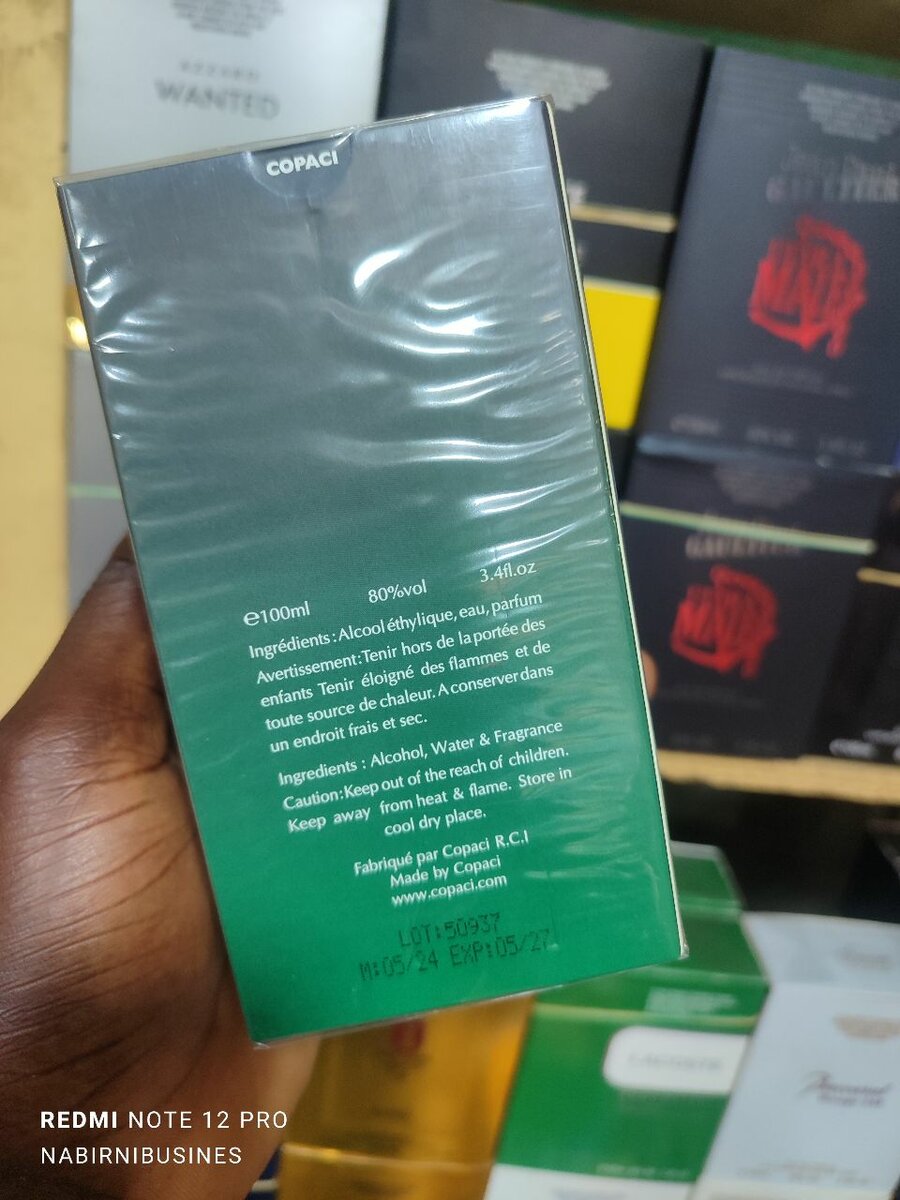 WANTED
COPACI
GAULTIER
e100ml 80%vol 3.4fl.oz
Ingrédients : Alcool éthylique, eau, parfum
Avertissement: Tenir hors de la portée des
enfants Tenir éloigné des flammes et de
toute source de chaleur. A conserver dans
un endroit frais et sec.
Ingredients : Alcohol, Water & Fragrance
Caution: Keep out of the reach of children.
Keep away from heat & flame. Store in
cool dry place.
Fabriqué par Copaci R.C.I
Made by Copaci
www.copaci.com
LOT:50937
M:05/24 EXP:05/27
REDMI NOTE 12 PRO
NABIRNIBUSINES